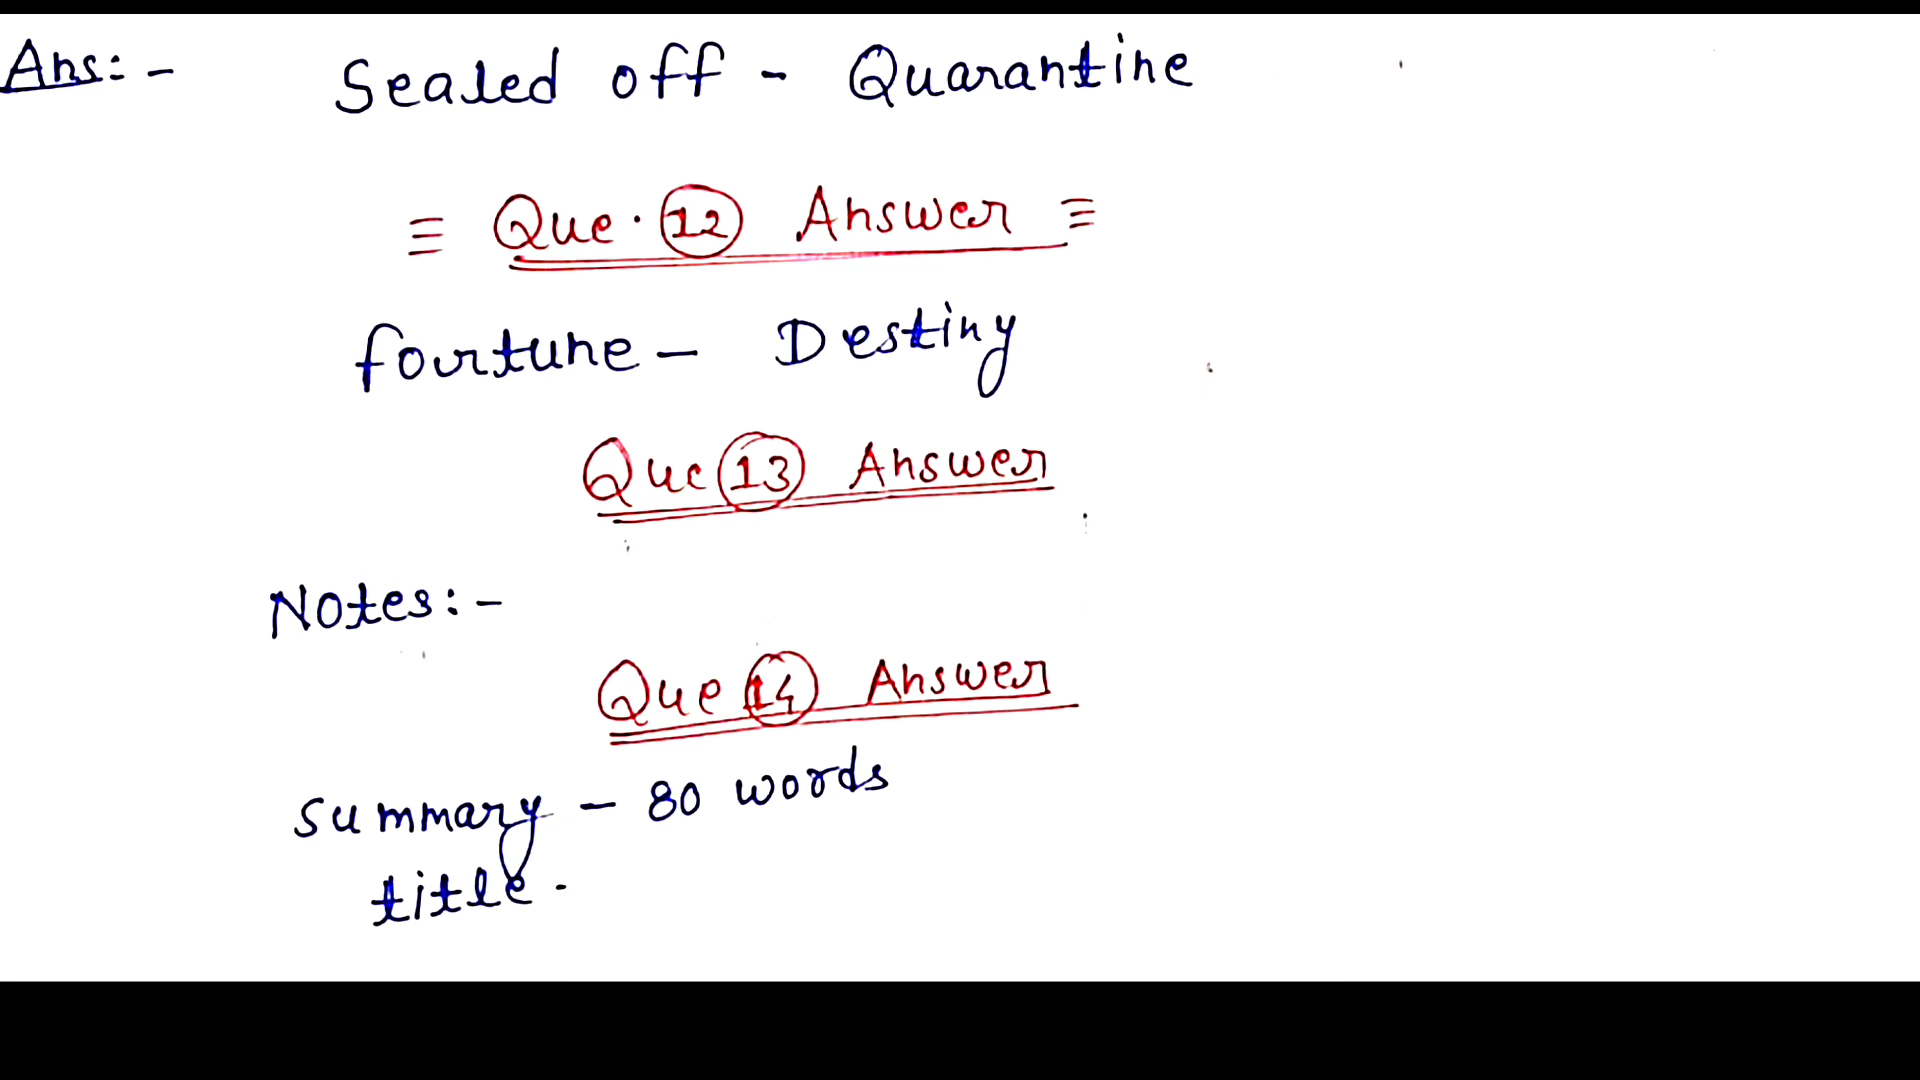 Ans:- Sealed off - Quarantine
≡ Que. 12 Answer ≡
fourtune - Destiny
Que 13 Answer
Notes:-
Que 14 Answer
summary - 80 words
title -